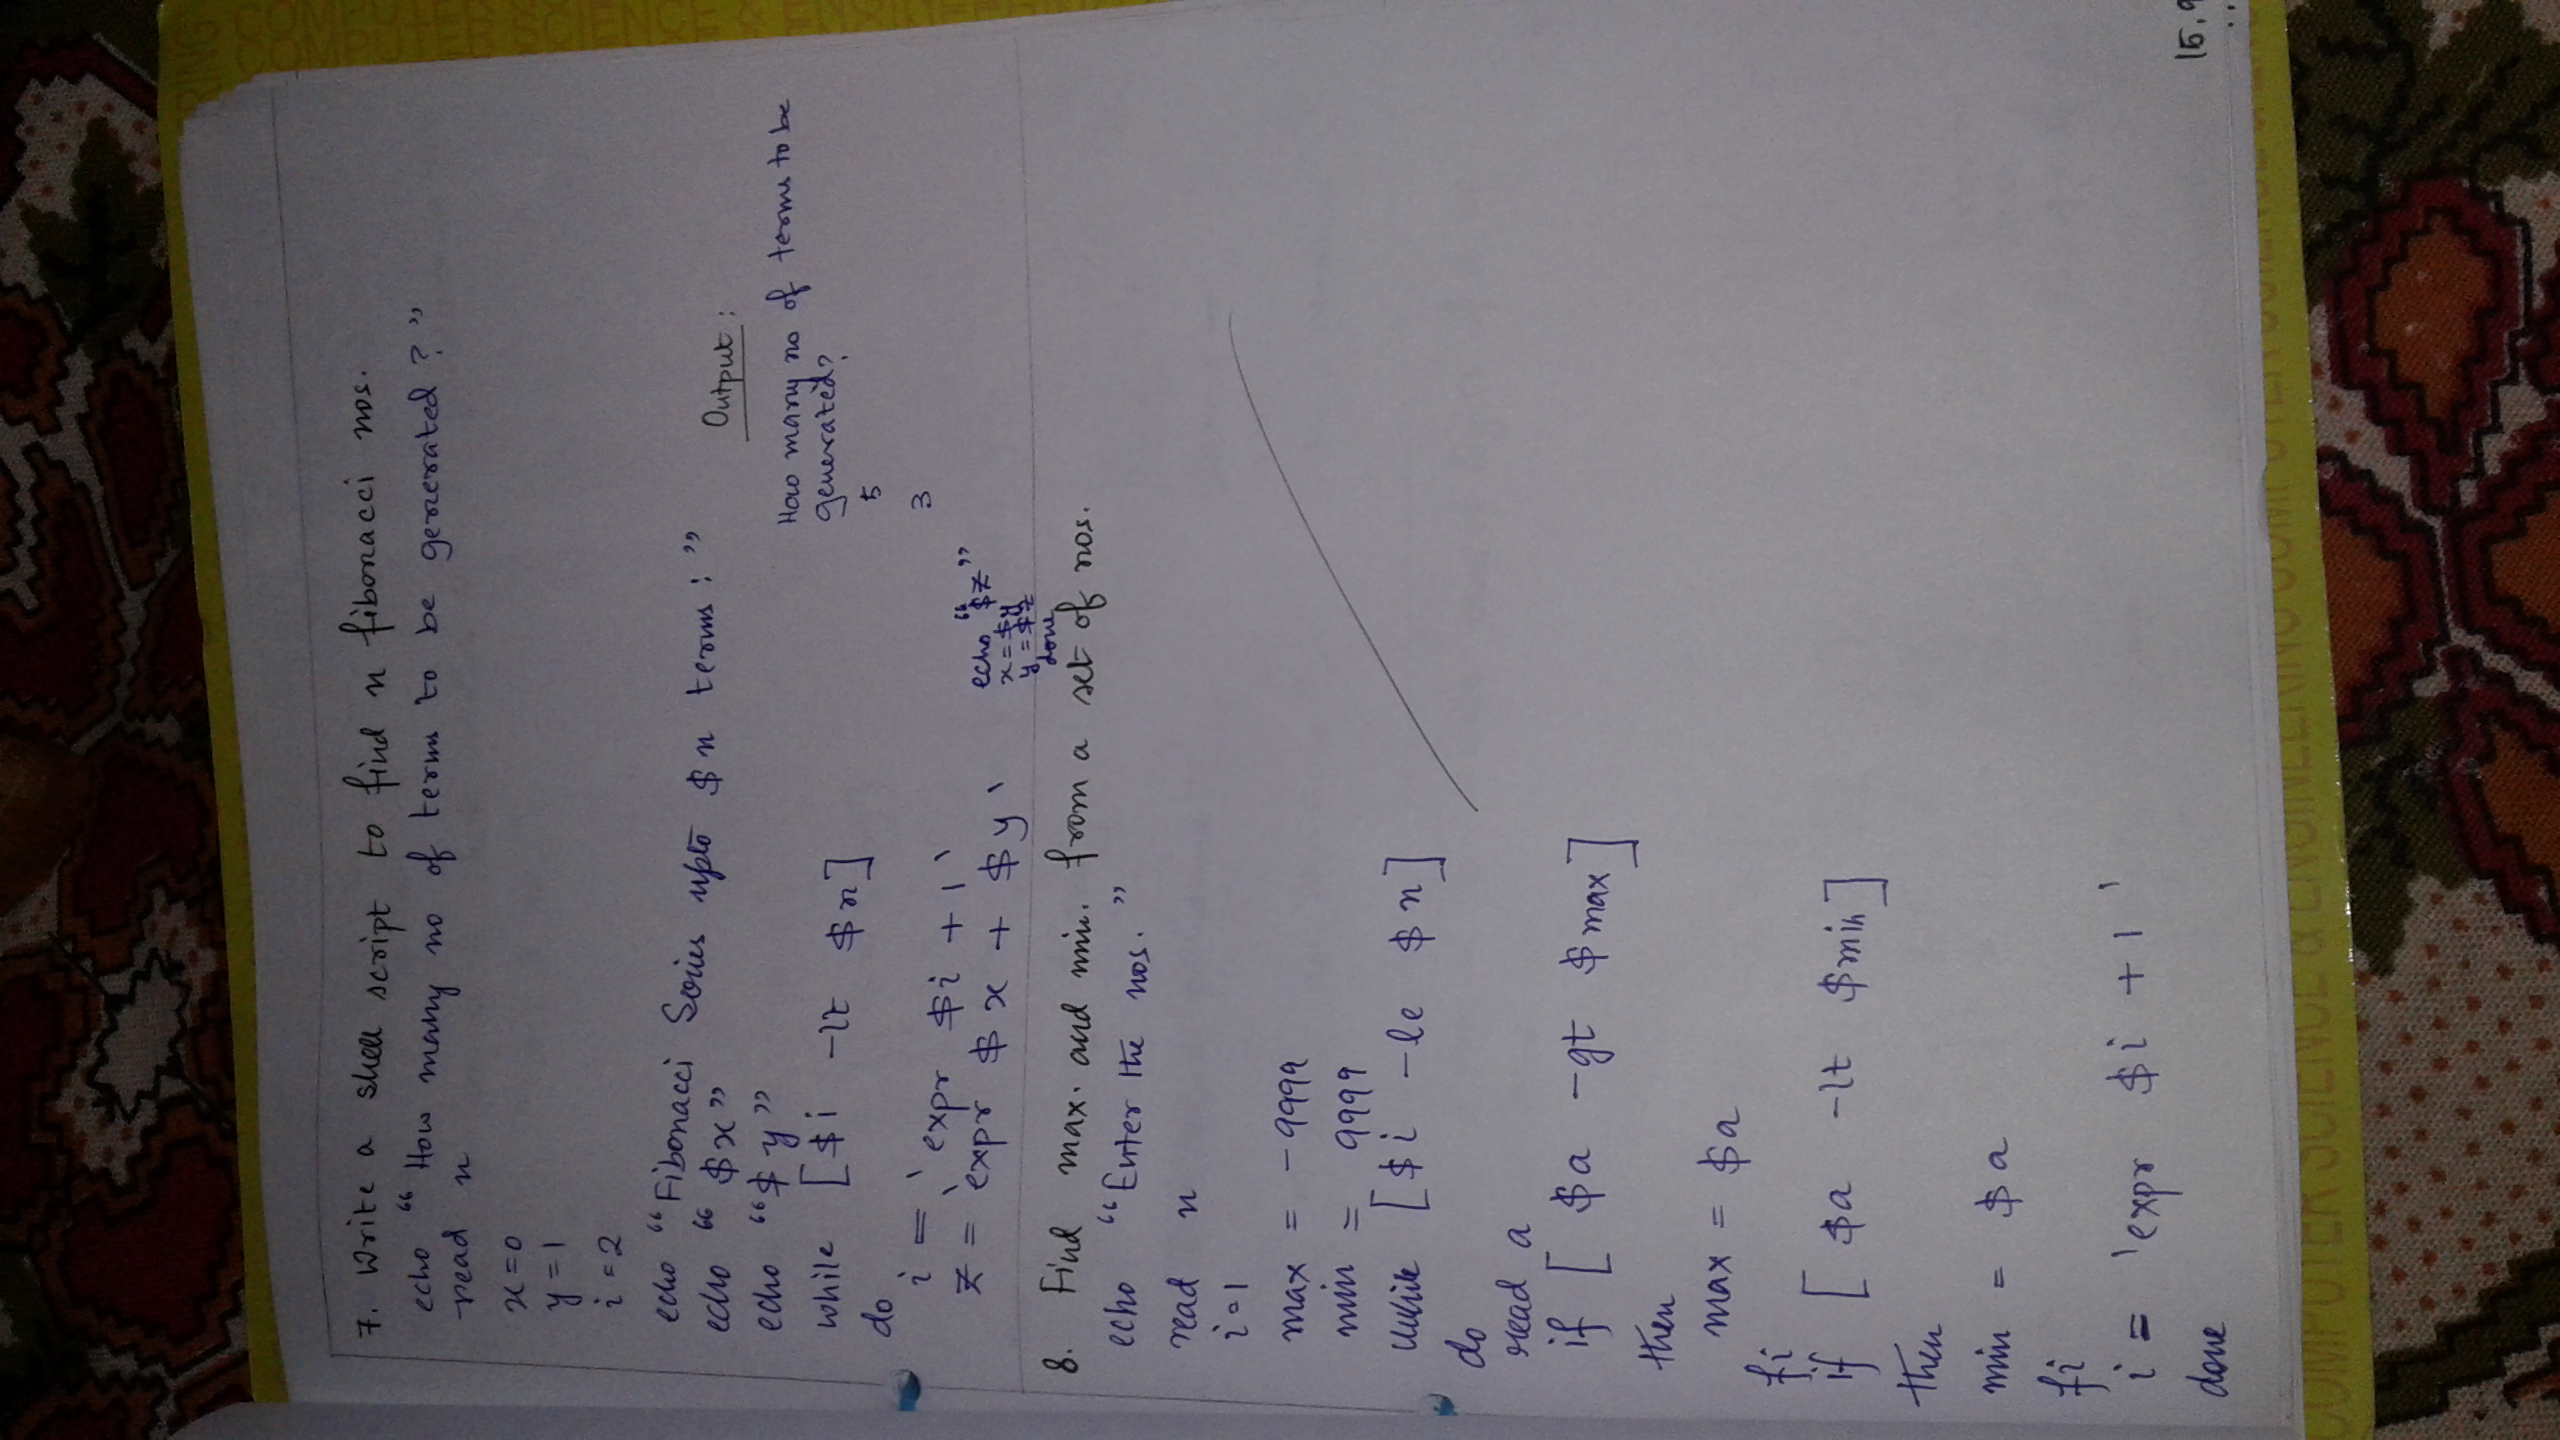 7. Write a shell script to find n fibonacci nos.
echo “How many no of terms to be generated?”
read n
x=0
y=1
i=2
echo “Fibonacci Series upto $n terms:”
echo “$x”
echo “$y”
while [$i -lt $n]
do
i = `expr $i + 1`
z = `expr $x + $y`
echo “$z”
x=$y
y=$z
done
Output:
How many no of terms to be
generated?
5
3
8. Find max. and min. from a set of nos.
echo “Enter the nos.”
read n
i=1
max = -9999
min = 9999
while [$i -le $n]
do
read a
if [ $a -gt $max]
then
max = $a
fi
if [ $a -lt $min]
then
min = $a
fi
i = 'expr $i + 1'
done
COMPUTER SCIENCE & ENGINEERING COMPUTER SCIENCE &